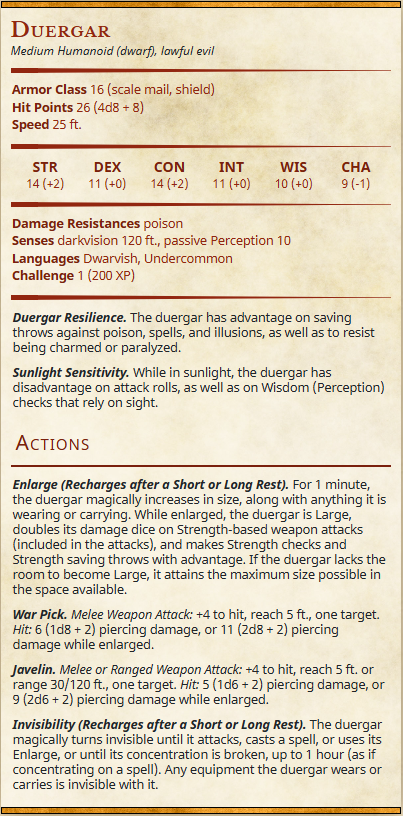 Duergar
Medium Humanoid (dwarf), lawful evil
Armor Class 16 (scale mail, shield)
Hit Points 26 (4d8 + 8)
Speed 25 ft.
STR DEX CON INT WIS CHA
14 (+2) 11 (+0) 14 (+2) 11 (+0) 10 (+0) 9 (-1)
Damage Resistances poison
Senses darkvision 120 ft., passive Perception 10
Languages Dwarvish, Undercommon
Challenge 1 (200 XP)
Duergar Resilience. The duergar has advantage on saving
throws against poison, spells, and illusions, as well as to resist
being charmed or paralyzed.
Sunlight Sensitivity. While in sunlight, the duergar has
disadvantage on attack rolls, as well as on Wisdom (Perception)
checks that rely on sight.
Actions
Enlarge (Recharges after a Short or Long Rest). For 1 minute,
the duergar magically increases in size, along with anything it is
wearing or carrying. While enlarged, the duergar is Large,
doubles its damage dice on Strength-based weapon attacks
(included in the attacks), and makes Strength checks and
Strength saving throws with advantage. If the duergar lacks the
room to become Large, it attains the maximum size possible in
the space available.
War Pick. Melee Weapon Attack: +4 to hit, reach 5 ft., one target.
Hit: 6 (1d8 + 2) piercing damage, or 11 (2d8 + 2) piercing
damage while enlarged.
Javelin. Melee or Ranged Weapon Attack: +4 to hit, reach 5 ft. or
range 30/120 ft., one target. Hit: 5 (1d6 + 2) piercing damage, or
9 (2d6 + 2) piercing damage while enlarged.
Invisibility (Recharges after a Short or Long Rest). The duergar
magically turns invisible until it attacks, casts a spell, or uses its
Enlarge, or until its concentration is broken, up to 1 hour (as if
concentrating on a spell). Any equipment the duergar wears or
carries is invisible with it.